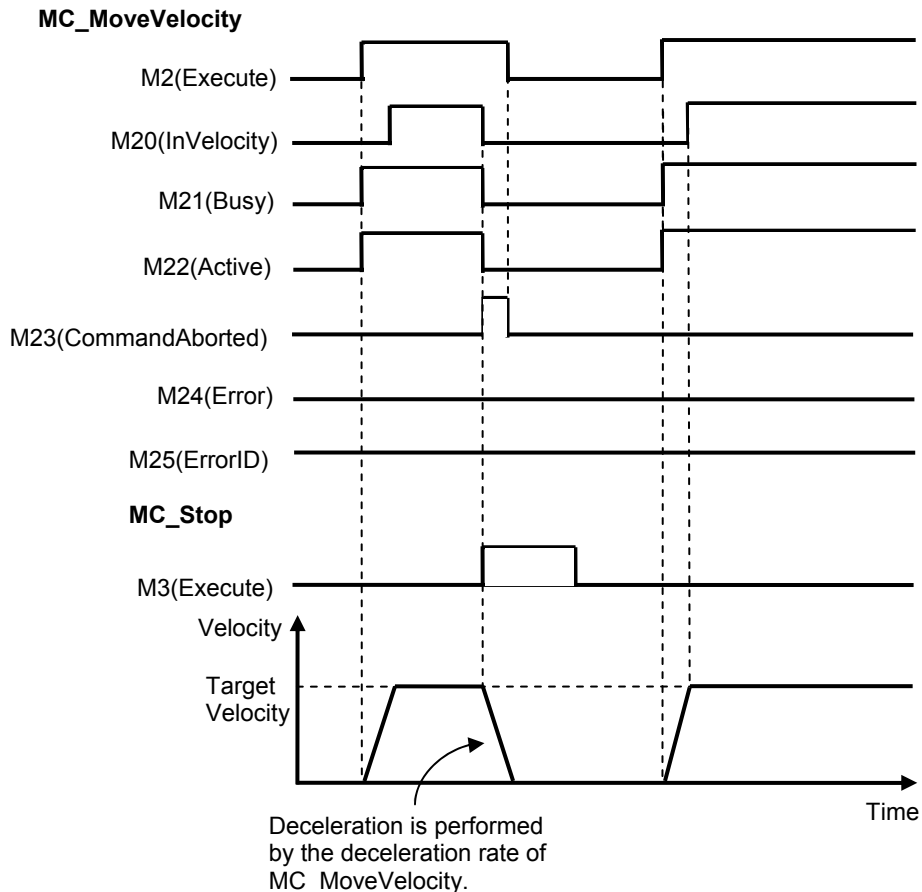 MC_MoveVelocity
M2(Execute)
M20(InVelocity)
M21(Busy)
M22(Active)
M23(CommandAborted)
M24(Error)
M25(ErrorID)
MC_Stop
M3(Execute)
Velocity
Target
Velocity
Time
Deceleration is performed
by the deceleration rate of
MC_MoveVelocity.